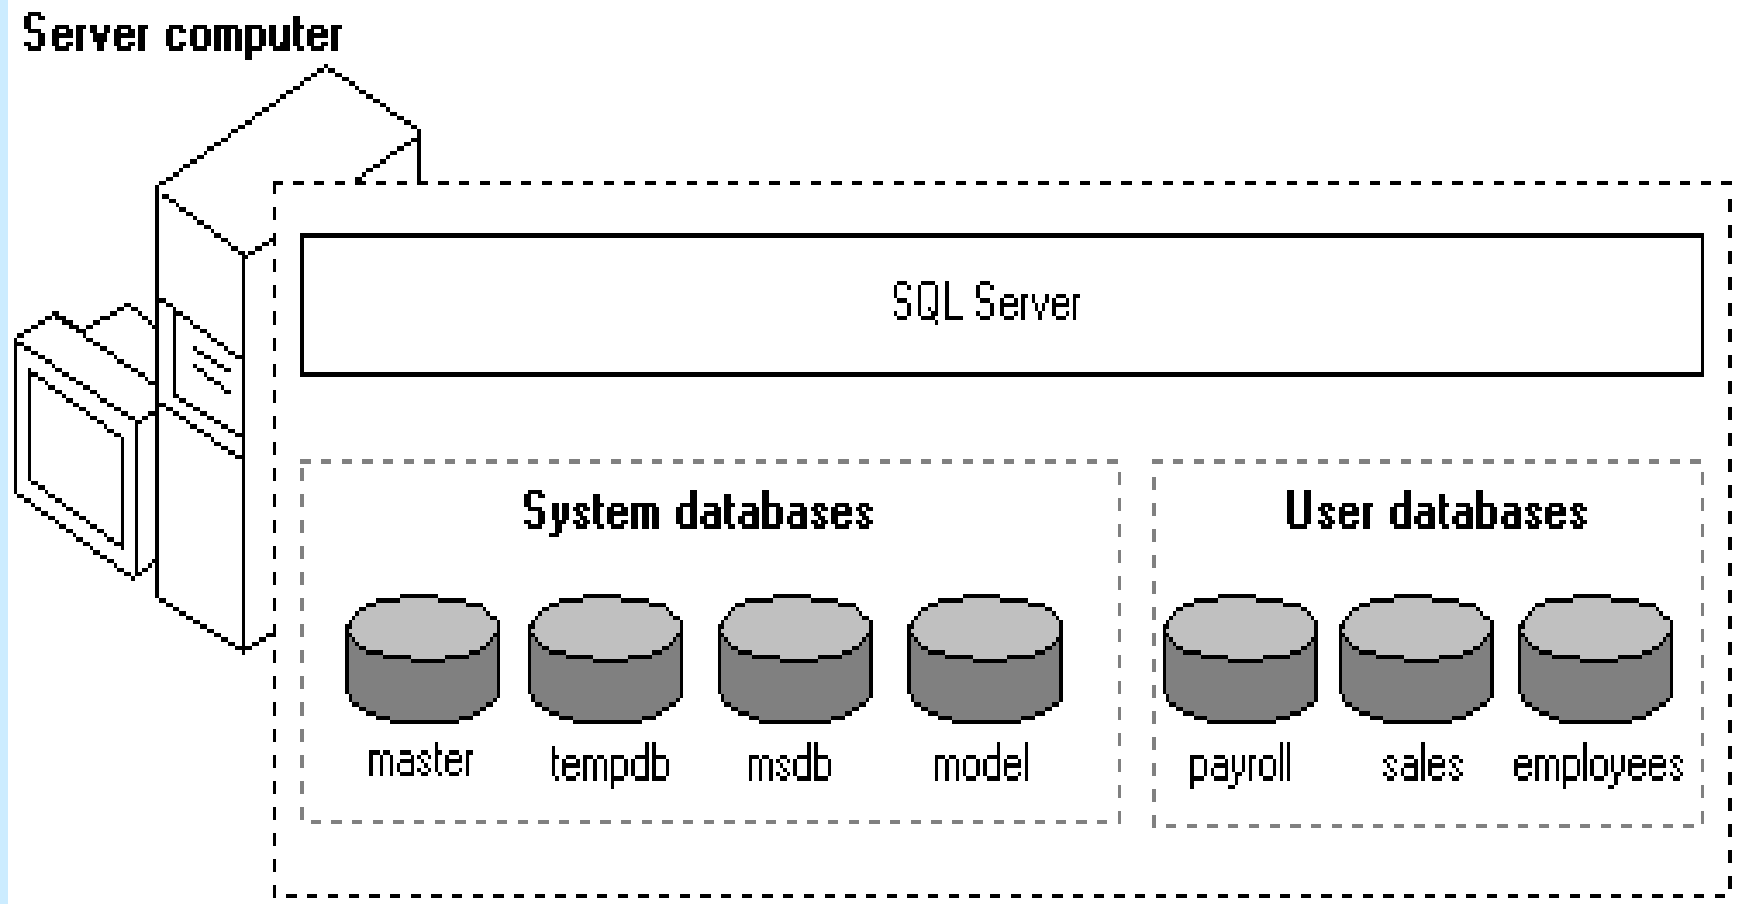 Server computer
SQL Server
System databases
User databases
master tempdb msdb model payroll sales employees